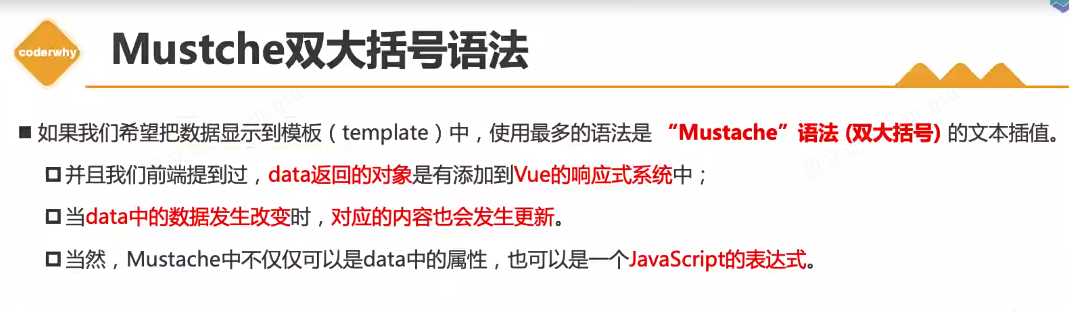 coderwhy
Mustche双大括号语法
■ 如果我们希望把数据显示到模板（template）中，使用最多的语法是 “Mustache”语法 (双大括号) 的文本插值。
并且我们前端提到过，data返回的对象是有添加到Vue的响应式系统中；
当data中的数据发生改变时，对应的内容也会发生更新。
当然，Mustache中不仅仅可以是data中的属性，也可以是一个JavaScript的表达式。